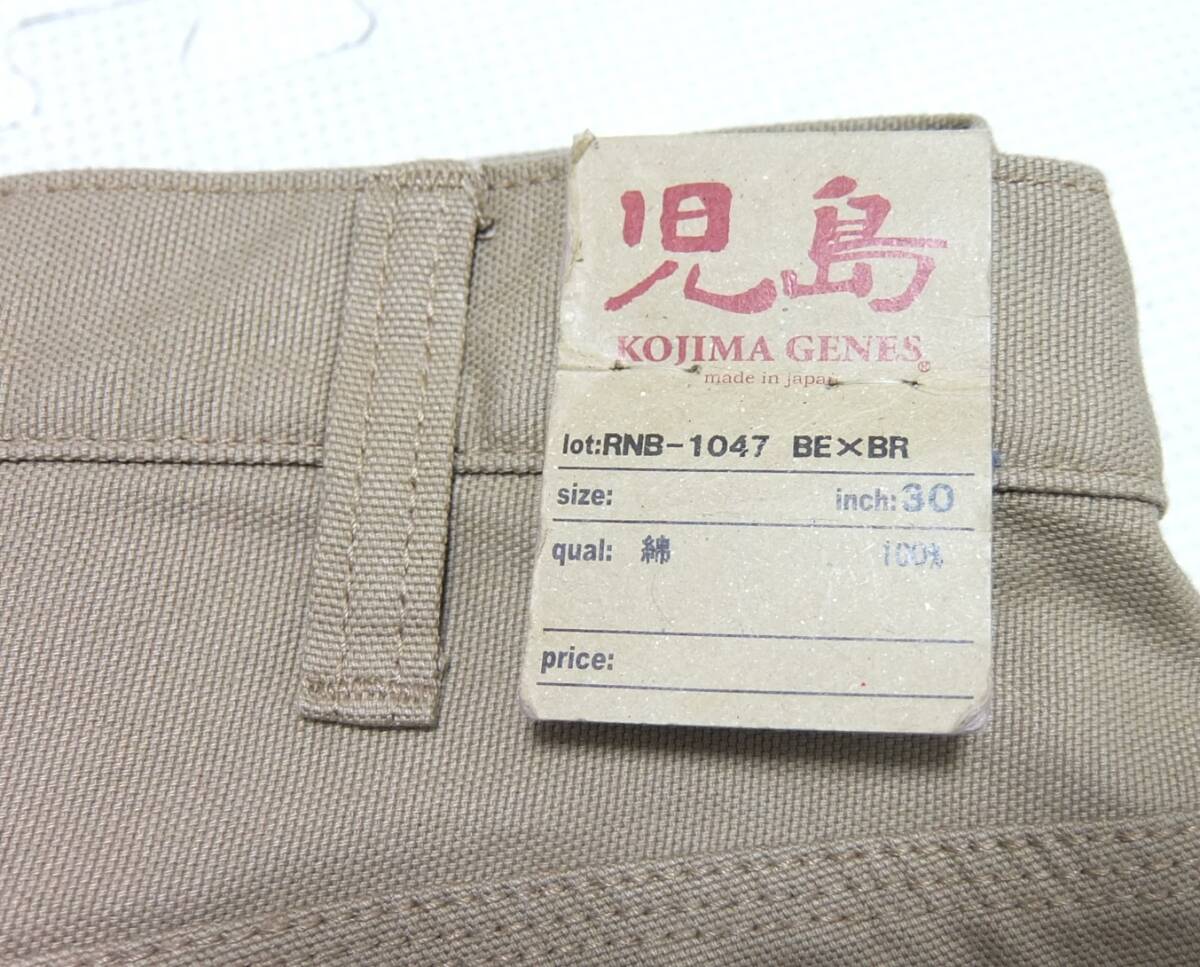 児島
KOJIMA GENES®
made in japan
lot:RNB-1047 BE×BR
size: inch:30
qual: 綿 100%
price: